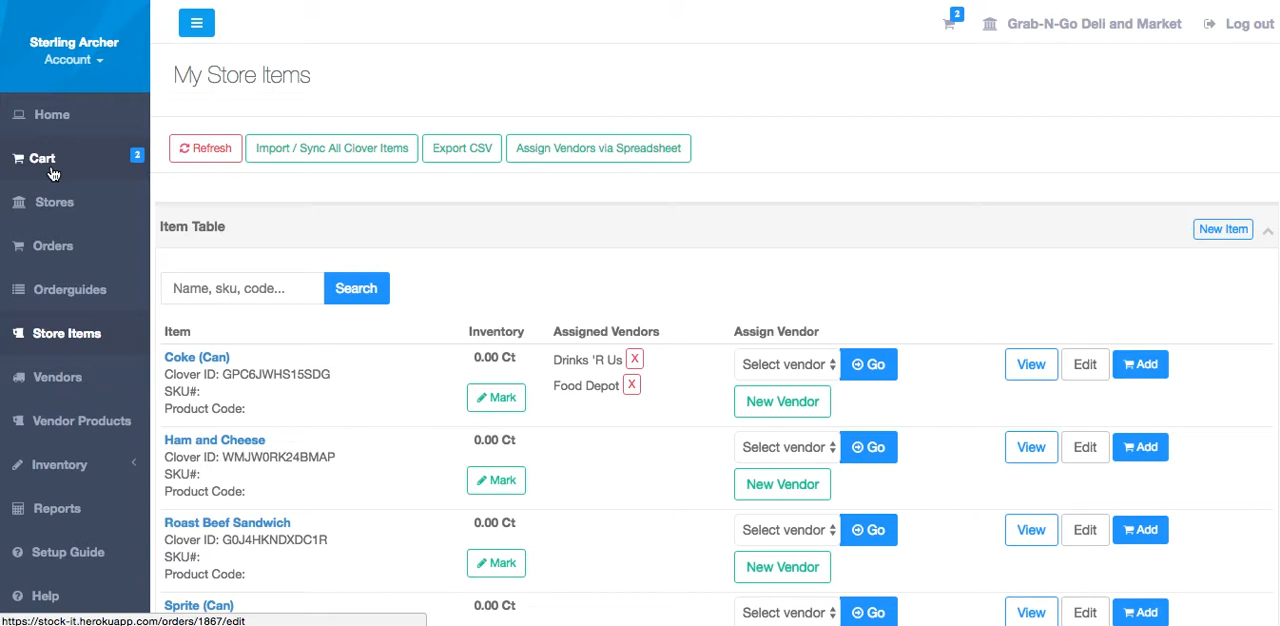 Sterling Archer
Account
2
Grab-N-Go Deli and Market
Log out
Home
Cart
2
Stores
Orders
Orderguides
Store Items
Vendors
Vendor Products
Inventory
Reports
Setup Guide
Help
My Store Items
Refresh
Import / Sync All Clover Items
Export CSV
Assign Vendors via Spreadsheet
Item Table
New Item
Name, sku, code...
Search
Item Inventory Assigned Vendors Assign Vendor
Coke (Can)
Clover ID: GPC6JWHS15SDG
SKU#:
Product Code:
0.00 Ct
Mark
Drinks 'R Us X
Food Depot X
Select vendor Go
New Vendor
View Edit Add
Ham and Cheese
Clover ID: WMJW0RK24BMAP
SKU#:
Product Code:
0.00 Ct
Mark
Select vendor Go
New Vendor
View Edit Add
Roast Beef Sandwich
Clover ID: G0J4HKNDXDC1R
SKU#:
Product Code:
0.00 Ct
Mark
Select vendor Go
New Vendor
View Edit Add
Sprite (Can)
0.00 Ct
Select vendor Go
View Edit Add
https://stock-it.herokuapp.com/orders/1867/edit